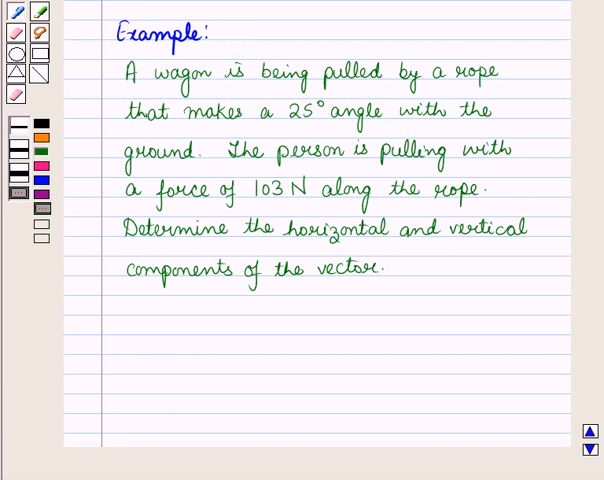 Example:
A wagon is being pulled by a rope
that makes a 25° angle with the
ground. The person is pulling with
a force of 103 N along the rope.
Determine the horizontal and vertical
components of the vector.